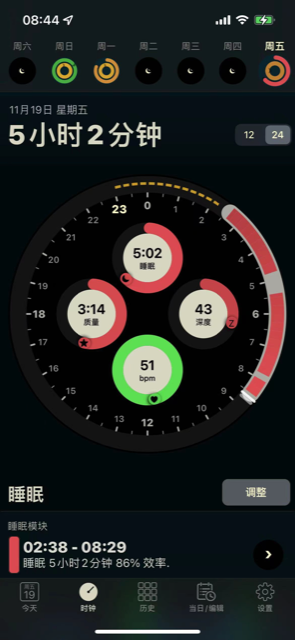 08:44
周六 周日 周一 周二 周三 周四 周五
11月19日 星期五
5小时2分钟
12 24
23 0 1 2 3 4 5 6 7 8 9 10 11 12 13 14 15 16 17 18 19 20 21 22
5:02
睡眠
3:14
质量
43
深度
Z
51
bpm
睡眠
调整
睡眠模块
02:38 - 08:29
睡眠 5小时2分钟 86% 效率.
周五
19
今天 时钟 历史 当日/编辑 设置